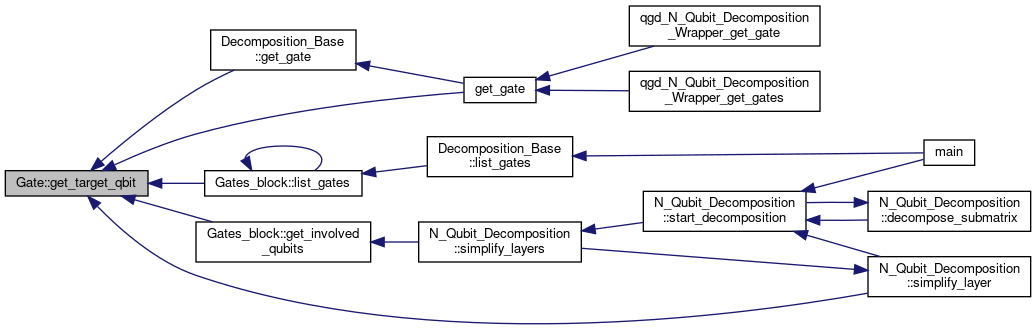 Gate::get_target_qbit
Decomposition_Base
::get_gate
get_gate
qgd_N_Qubit_Decomposition
_Wrapper_get_gate
qgd_N_Qubit_Decomposition
_Wrapper_get_gates
Gates_block::list_gates
Decomposition_Base
::list_gates
main
Gates_block::get_involved
_qubits
N_Qubit_Decomposition
::simplify_layers
N_Qubit_Decomposition
::start_decomposition
N_Qubit_Decomposition
::decompose_submatrix
N_Qubit_Decomposition
::simplify_layer